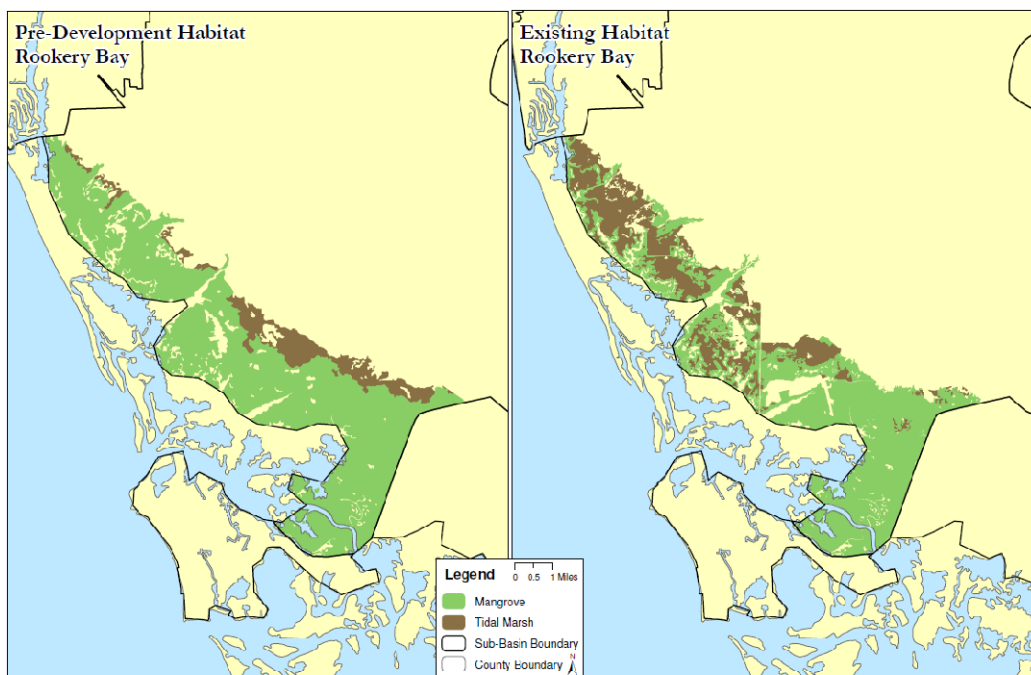 Pre-Development Habitat
Rookery Bay
Existing Habitat
Rookery Bay
Legend
0 0.5 1 Miles
Mangrove
Tidal Marsh
Sub-Basin Boundary
County Boundary
N